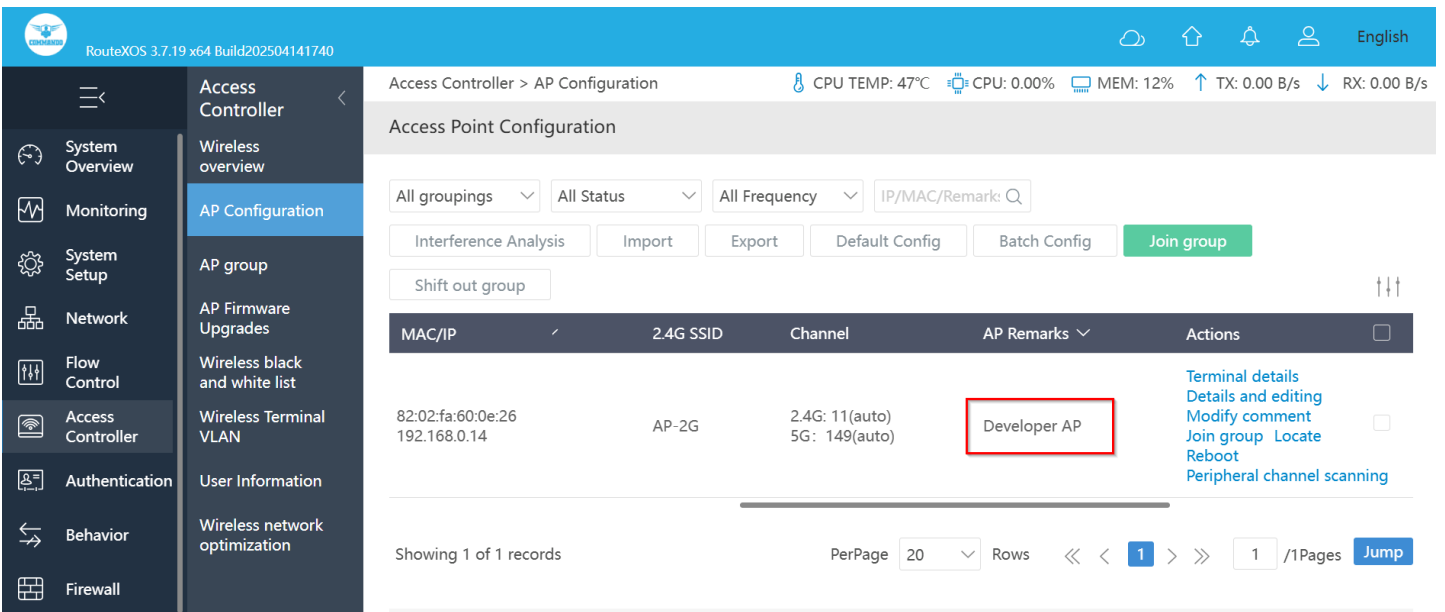 COMMANDO
RouteXOS 3.7.19 x64 Build202504141740
English
System Overview
Monitoring
System Setup
Network
Flow Control
Access Controller
Authentication
Behavior
Firewall
Access Controller
Wireless overview
AP Configuration
AP group
AP Firmware Upgrades
Wireless black and white list
Wireless Terminal VLAN
User Information
Wireless network optimization
Access Controller > AP Configuration
CPU TEMP: 47℃ CPU: 0.00% MEM: 12% TX: 0.00 B/s RX: 0.00 B/s
Access Point Configuration
All groupings All Status All Frequency IP/MAC/Remark:
Interference Analysis Import Export Default Config Batch Config Join group
Shift out group
MAC/IP 2.4G SSID Channel AP Remarks Actions
82:02:fa:60:0e:26
192.168.0.14
AP-2G
2.4G: 11(auto)
5G: 149(auto)
Developer AP
Terminal details
Details and editing
Modify comment
Join group Locate
Reboot
Peripheral channel scanning
Showing 1 of 1 records PerPage 20 Rows 1 1 /1Pages Jump